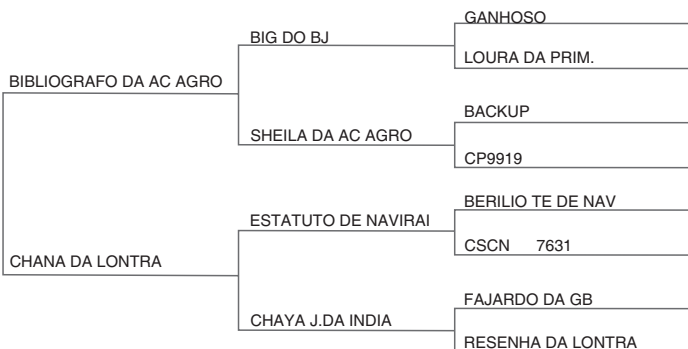 GANHOSO
BIG DO BJ
LOURA DA PRIM.
BIBLIOGRAFO DA AC AGRO
BACKUP
SHEILA DA AC AGRO
CP9919
BERILIO TE DE NAV
ESTATUTO DE NAVIRAI
CSCN 7631
CHANA DA LONTRA
FAJARDO DA GB
CHAYA J.DA INDIA
RESENHA DA LONTRA